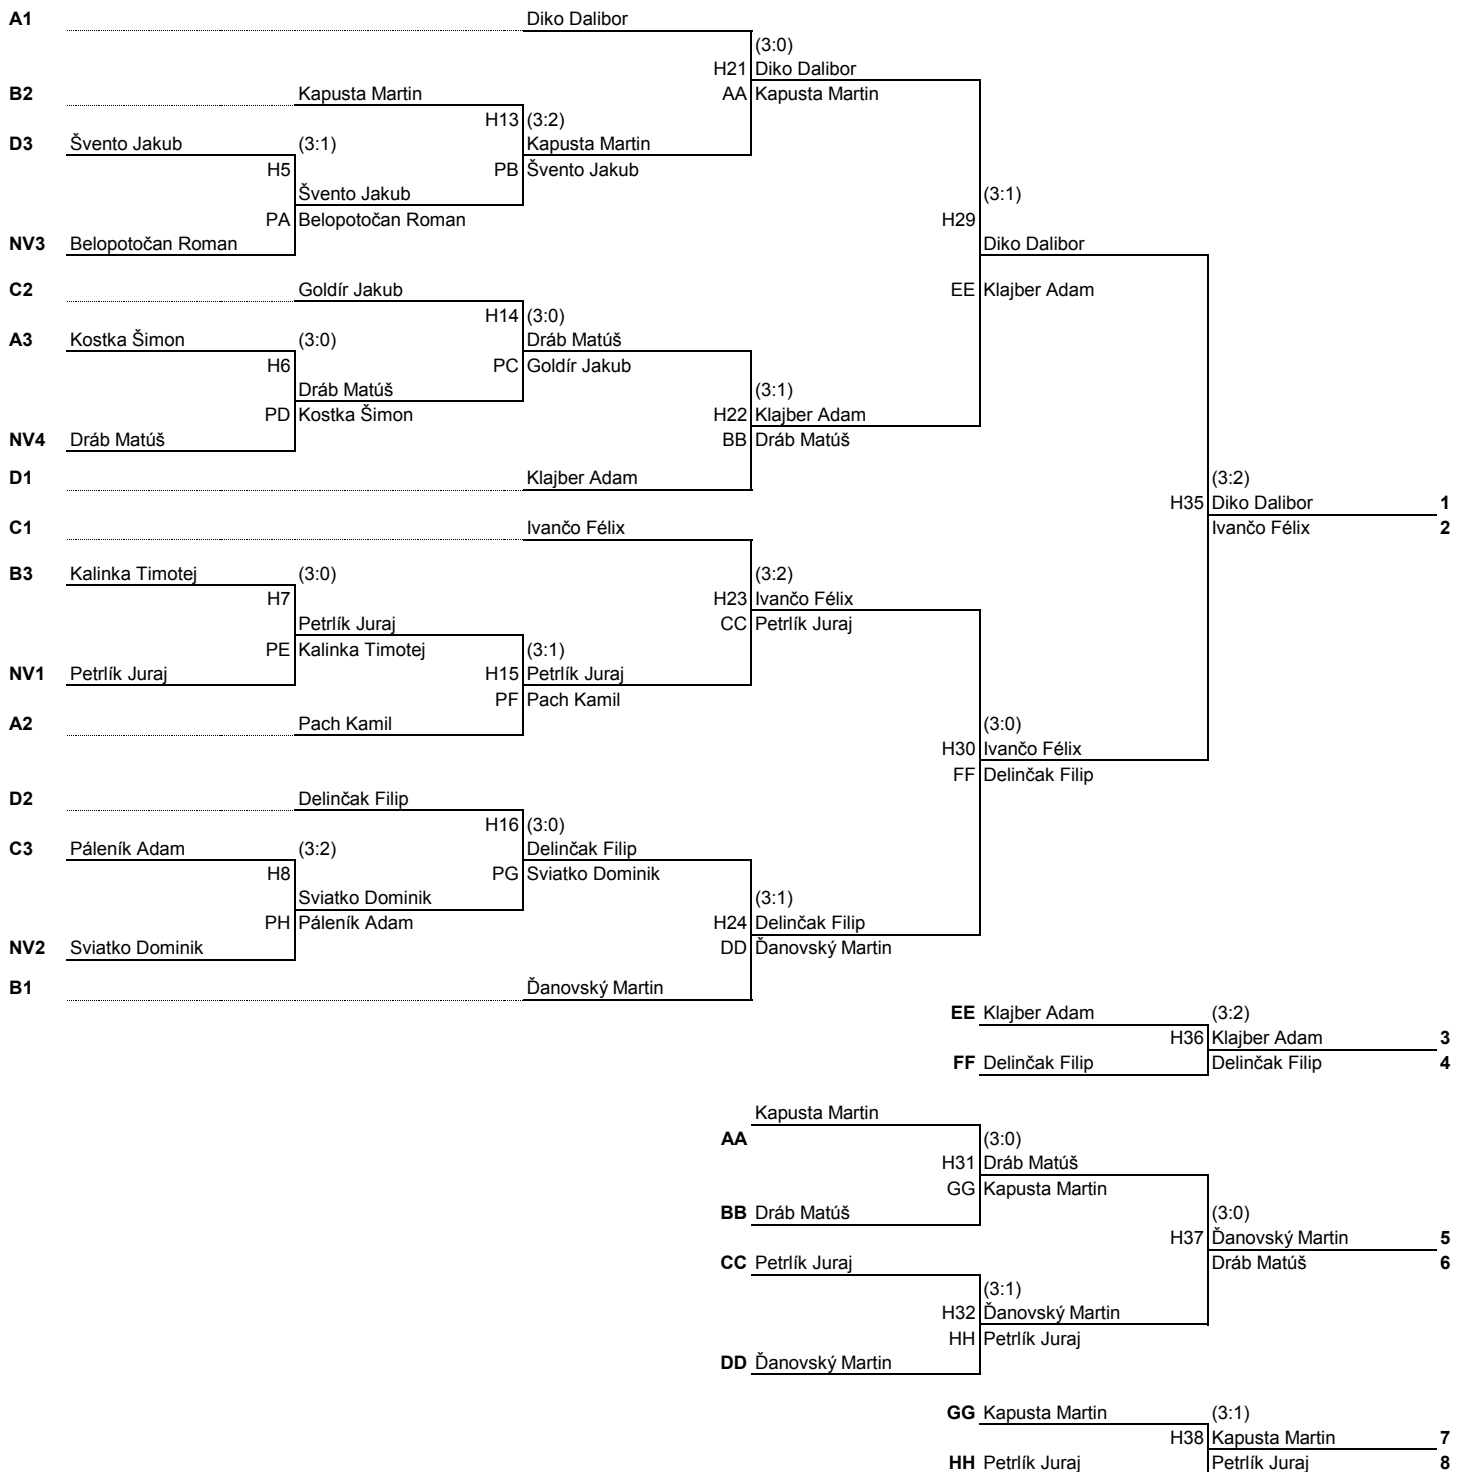 A1 Diko Dalibor
(3:0)
H21 Diko Dalibor
B2 Kapusta Martin AA Kapusta Martin
H13 (3:2)
D3 Švento Jakub (3:1) Kapusta Martin
H5 PB Švento Jakub
Švento Jakub (3:1)
PA Belopotočan Roman H29
NV3 Belopotočan Roman Diko Dalibor
C2 Goldír Jakub EE Klajber Adam
H14 (3:0)
A3 Kostka Šimon (3:0) Dráb Matúš
H6 PC Goldír Jakub
Dráb Matúš (3:1)
PD Kostka Šimon H22 Klajber Adam
NV4 Dráb Matúš BB Dráb Matúš
D1 Klajber Adam (3:2)
H35 Diko Dalibor 1
C1 Ivančo Félix Ivančo Félix 2
B3 Kalinka Timotej (3:0) (3:2)
H7 H23 Ivančo Félix
Petrlík Juraj CC Petrlík Juraj
PE Kalinka Timotej (3:1)
NV1 Petrlík Juraj H15 Petrlík Juraj
PF Pach Kamil
A2 Pach Kamil (3:0)
H30 Ivančo Félix
FF Delinčak Filip
D2 Delinčak Filip
H16 (3:0)
C3 Páleník Adam (3:2) Delinčak Filip
H8 PG Sviatko Dominik
Sviatko Dominik (3:1)
PH Páleník Adam H24 Delinčak Filip
NV2 Sviatko Dominik DD Ďanovský Martin
B1 Ďanovský Martin
EE Klajber Adam (3:2)
H36 Klajber Adam 3
FF Delinčak Filip Delinčak Filip 4
Kapusta Martin
AA (3:0)
H31 Dráb Matúš
GG Kapusta Martin
BB Dráb Matúš (3:0)
H37 Ďanovský Martin 5
CC Petrlík Juraj Dráb Matúš 6
(3:1)
H32 Ďanovský Martin
HH Petrlík Juraj
DD Ďanovský Martin
GG Kapusta Martin (3:1)
H38 Kapusta Martin 7
HH Petrlík Juraj Petrlík Juraj 8